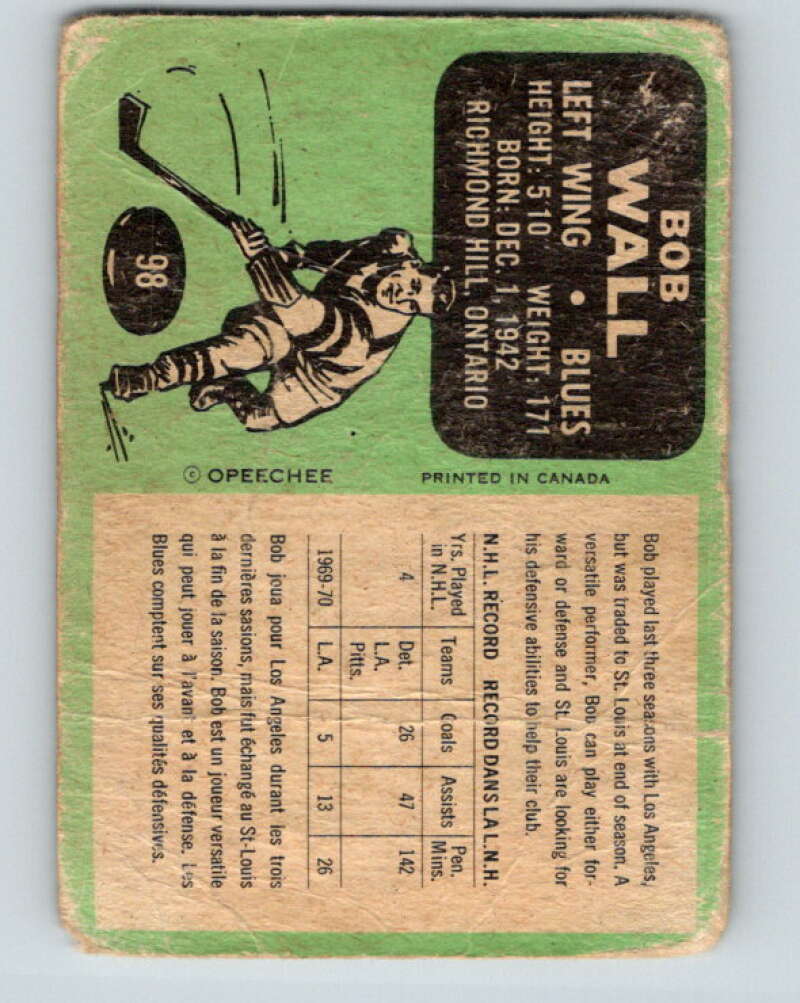 BOB
WALL
LEFT WING • BLUES
HEIGHT: 5'10 WEIGHT: 171
BORN: DEC. 1, 1942
RICHMOND HILL, ONTARIO
98
© OPEECHEE PRINTED IN CANADA
Bob played last three seasons with Los Angeles,
but was traded to St. Louis at end of season. A
versatile performer, Bob can play either for-
ward or defense and St. Louis are looking for
his defensive abilities to help their club.
N.H.L. RECORD RECORD DANS LA L.N.H.
Yrs. Played Teams Goals Assists Pen.
in N.H.L. Mins.
4 Det. 26 47 142
L.A.
Pitts.
1969-70 L.A. 5 13 26
Bob joua pour Los Angeles durant les trois
dernières sasions, mais fut échangé au St-Louis
à la fin de la saison. Bob est un joueur versatile
qui peut jouer à l'avant et à la défense. Les
Blues comptent sur ses qualités défensives.